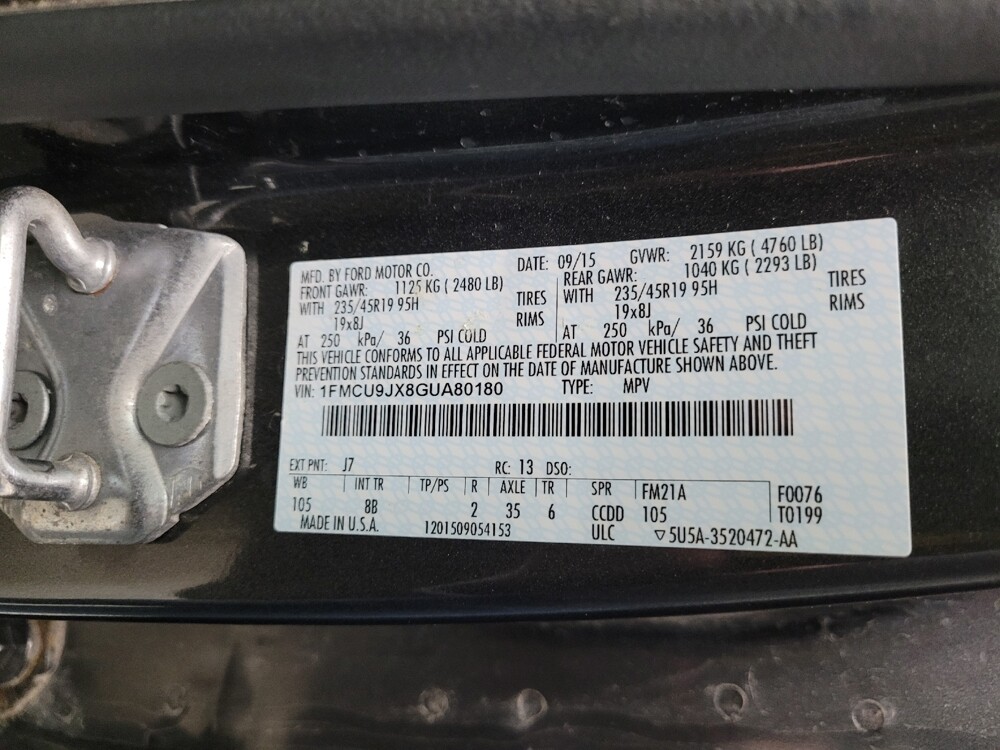 MFD. BY FORD MOTOR CO.
DATE: 09/15 GVWR: 2159 KG ( 4760 LB)
FRONT GAWR: 1125 KG ( 2480 LB)
WITH 235/45R19 95H TIRES
19x8J RIMS
AT 250 kPa/ 36 PSI COLD
REAR GAWR: 1040 KG ( 2293 LB)
WITH 235/45R19 95H TIRES
19x8J RIMS
AT 250 kPa/ 36 PSI COLD
THIS VEHICLE CONFORMS TO ALL APPLICABLE FEDERAL MOTOR VEHICLE SAFETY AND THEFT
PREVENTION STANDARDS IN EFFECT ON THE DATE OF MANUFACTURE SHOWN ABOVE.
VIN: 1FMCU9JX8GUA80180 TYPE: MPV
EXT PNT: J7 RC: 13 DSO:
WB INT TR TP/PS R AXLE TR SPR FM21A F0076
105 8B 2 35 6 CCDD 105 T0199
MADE IN U.S.A. 1201509054153 ULC ▽5U5A-3520472-AA